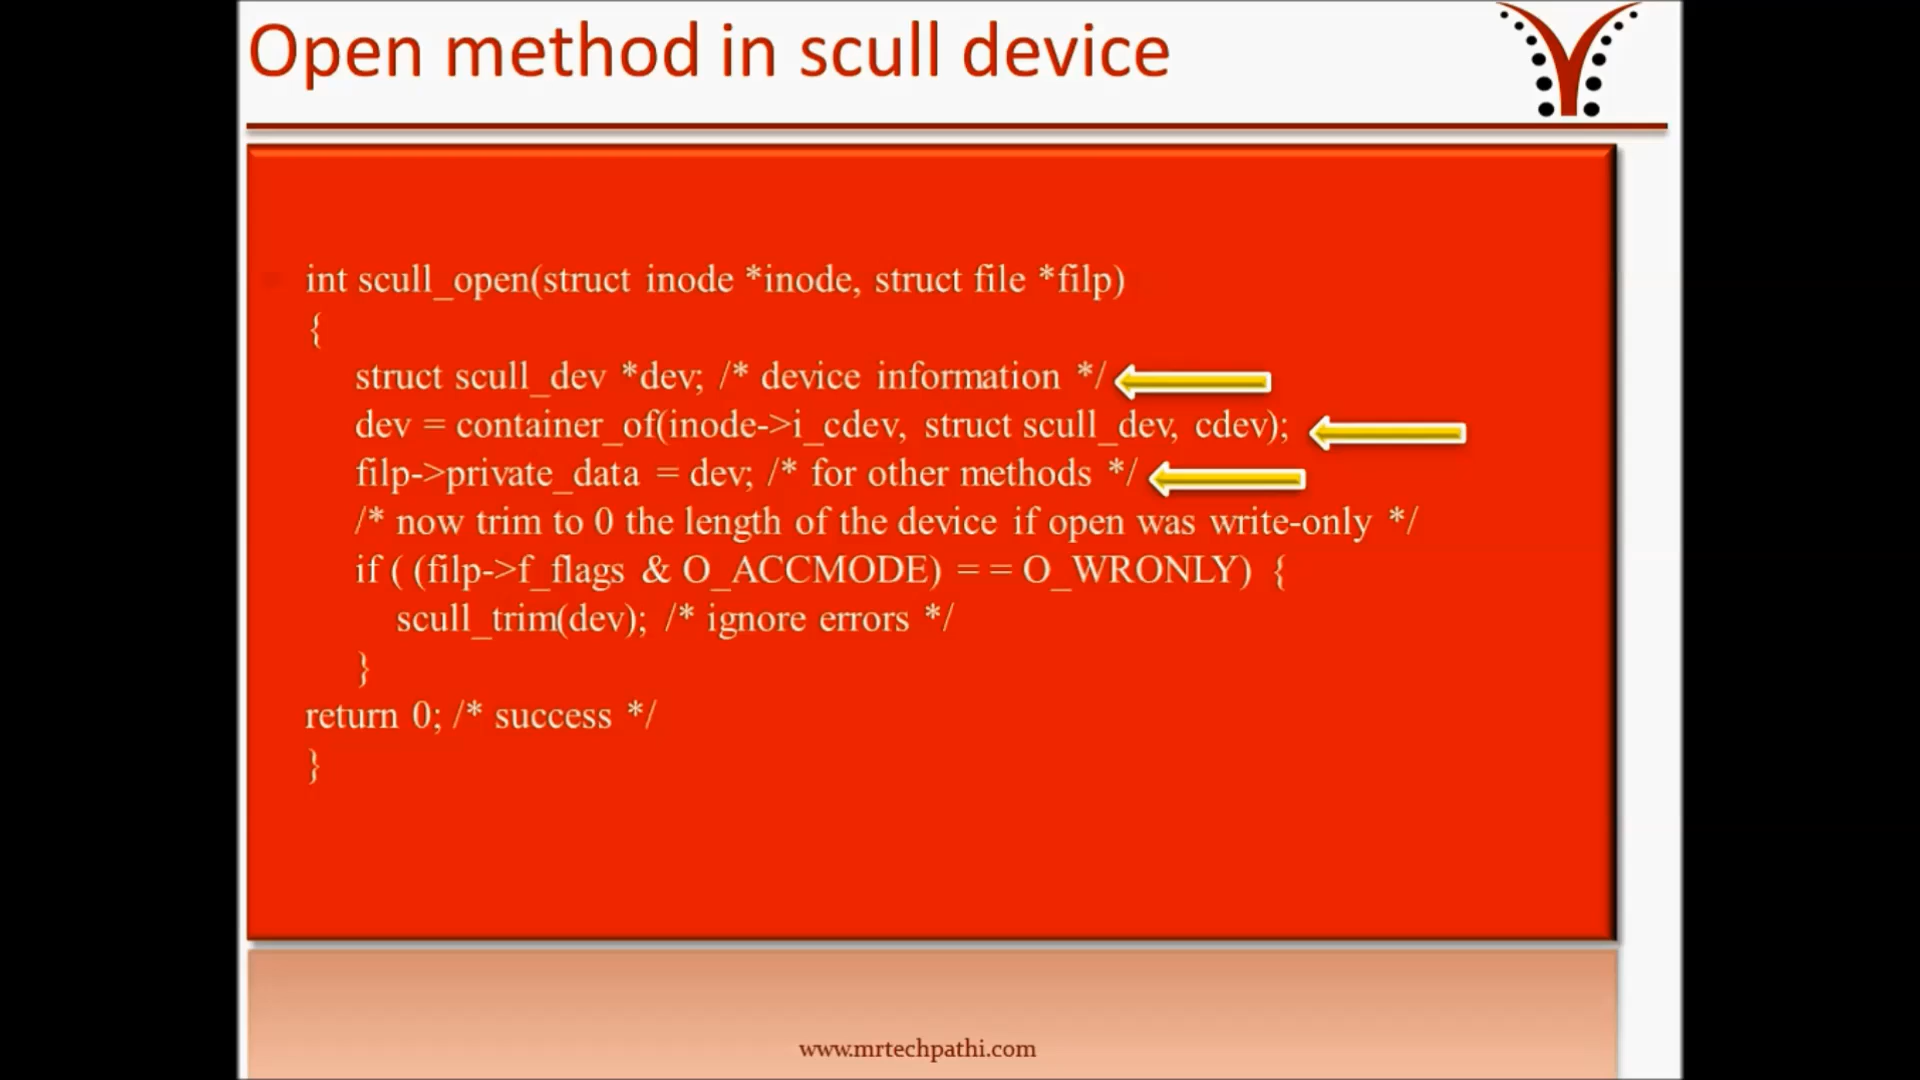 Open method in scull device
int scull_open(struct inode *inode, struct file *filp)
{
struct scull_dev *dev; /* device information */
dev = container_of(inode->i_cdev, struct scull_dev, cdev);
filp->private_data = dev; /* for other methods */
/* now trim to 0 the length of the device if open was write-only */
if ( (filp->f_flags & O_ACCMODE) = = O_WRONLY) {
scull_trim(dev); /* ignore errors */
}
return 0; /* success */
}
www.mrtechpathi.com